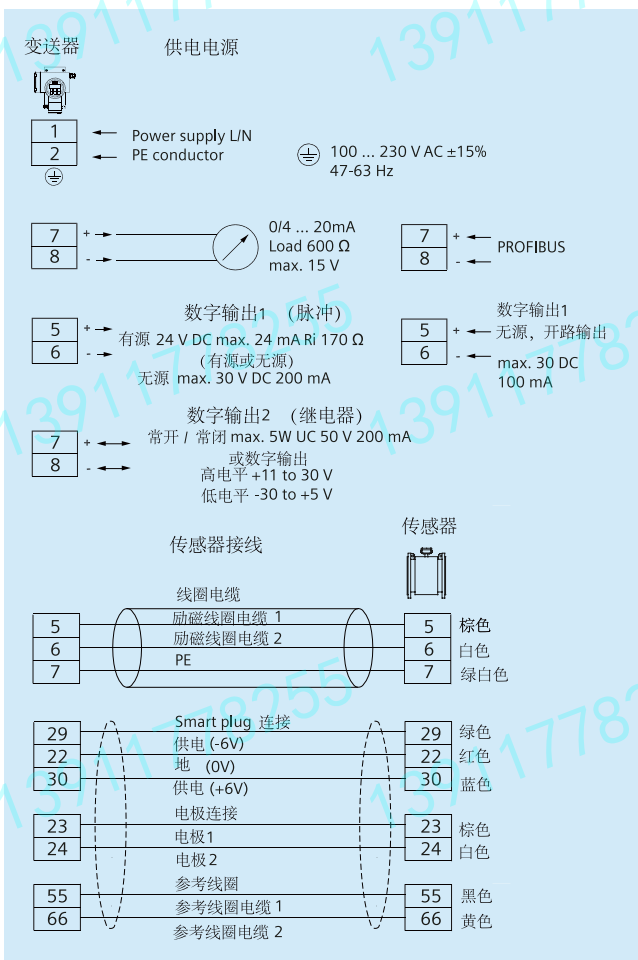 变送器 供电电源
1
2
Power supply L/N
PE conductor
100 ... 230 V AC ±15%
47-63 Hz
7 +
8 -
0/4 ... 20mA
Load 600 Ω
max. 15 V
7 +
8 -
PROFIBUS
数字输出1 （脉冲）
5 +
6 -
有源 24 V DC max. 24 mA Ri 170 Ω
（有源或无源）
无源 max. 30 V DC 200 mA
数字输出1
5 +
6 -
无源，开路输出
max. 30 DC
100 mA
数字输出2 （继电器）
7 +
8 -
常开 / 常闭 max. 5W UC 50 V 200 mA
或数字输出
高电平 +11 to 30 V
低电平 -30 to +5 V
传感器接线
传感器
线圈电缆
励磁线圈电缆 1
5 5 棕色
励磁线圈电缆 2
6 6 白色
PE
7 7 绿白色
Smart plug 连接
29 29 绿色
供电 (-6V)
22 22 红色
地 (0V)
30 30 蓝色
供电 (+6V)
电极连接
23 23 棕色
电极1
24 24 白色
电极2
参考线圈
55 55 黑色
参考线圈电缆 1
66 66 黄色
参考线圈电缆 2
13911778255